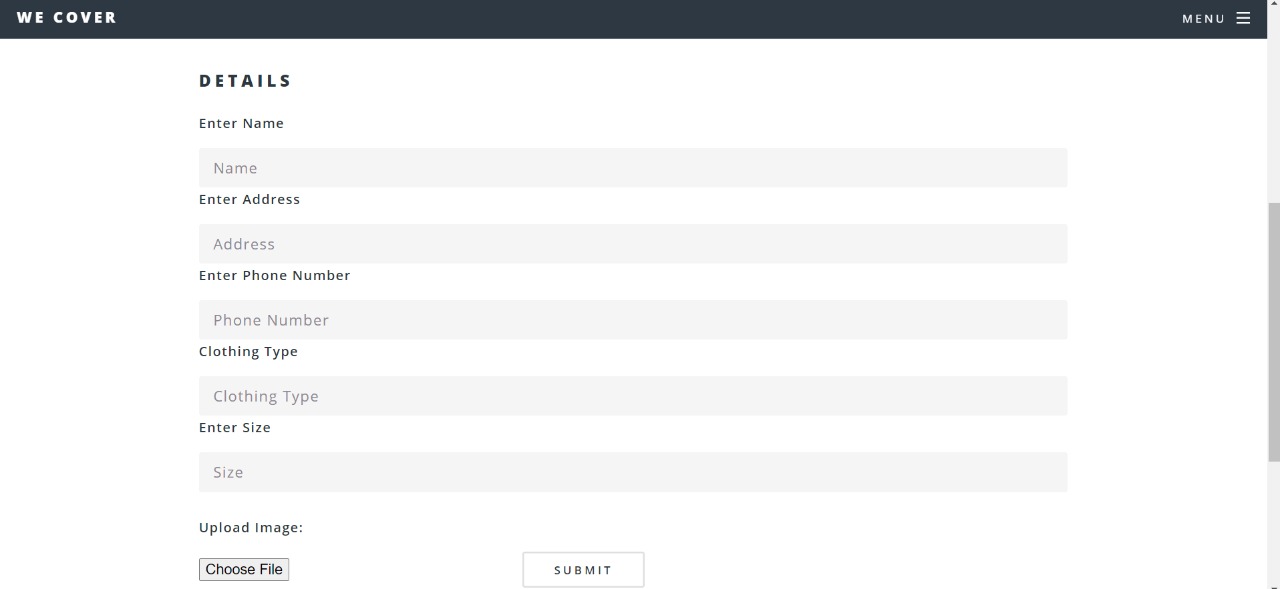 WE COVER
MENU
DETAILS
Enter Name
Name
Enter Address
Address
Enter Phone Number
Phone Number
Clothing Type
Clothing Type
Enter Size
Size
Upload Image:
Choose File
SUBMIT